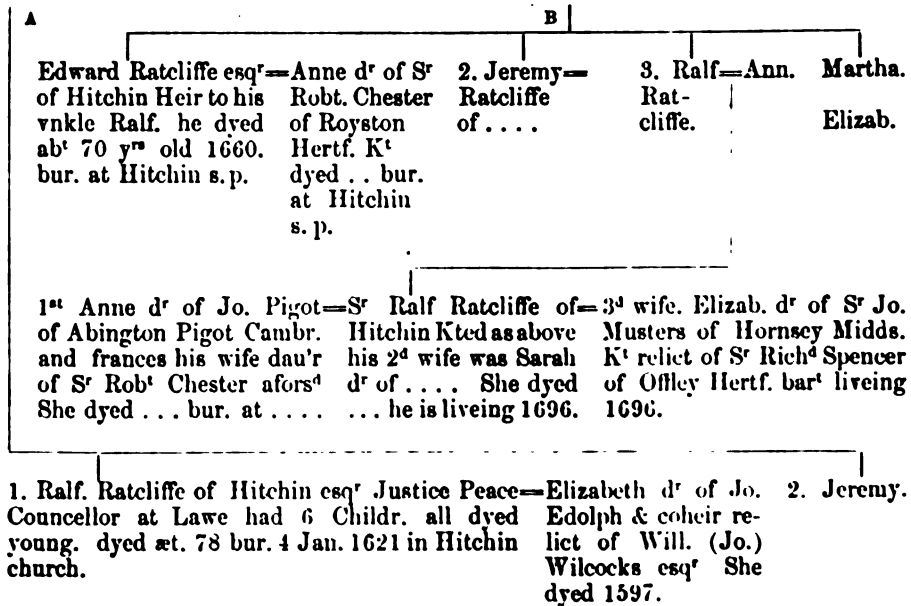 A
B
Edward Ratcliffe esqʳ
of Hitchin Heir to his
vnkle Ralf. he dyed
abᵗ 70 yʳˢ old 1660.
bur. at Hitchin s. p.
Anne dʳ of Sʳ
Robt. Chester
of Royston
Hertf. Kᵗ
dyed . . bur.
at Hitchin
s. p.
2. Jeremy
Ratcliffe
of . . . .
3. Ralf=Ann.
Rat-
cliffe.
Martha.
Elizab.
1ˢᵗ Anne dʳ of Jo. Pigot
of Abington Pigot Cambr.
and frances his wife dau'r
of Sʳ Robᵗ Chester aforsᵈ
She dyed . . . bur. at . . . .
Sʳ Ralf Ratcliffe of
Hitchin Kted as above
his 2ᵈ wife was Sarah
dʳ of . . . . She dyed
. . . he is liveing 1696.
3ᵈ wife. Elizab. dʳ of Sʳ Jo.
Musters of Hornsey Midds.
Kᵗ relict of Sʳ Richᵈ Spencer
of Offley Hertf. barᵗ liveing
1696.
1. Ralf. Ratcliffe of Hitchin esqʳ Justice Peace
Councellor at Lawe had 6 Childr. all dyed
young. dyed æt. 78 bur. 4 Jan. 1621 in Hitchin
church.
Elizabeth dʳ of Jo.
Edolph & coheir re-
lict of Will. (Jo.)
Wilcocks esqʳ She
dyed 1597.
2. Jeremy.